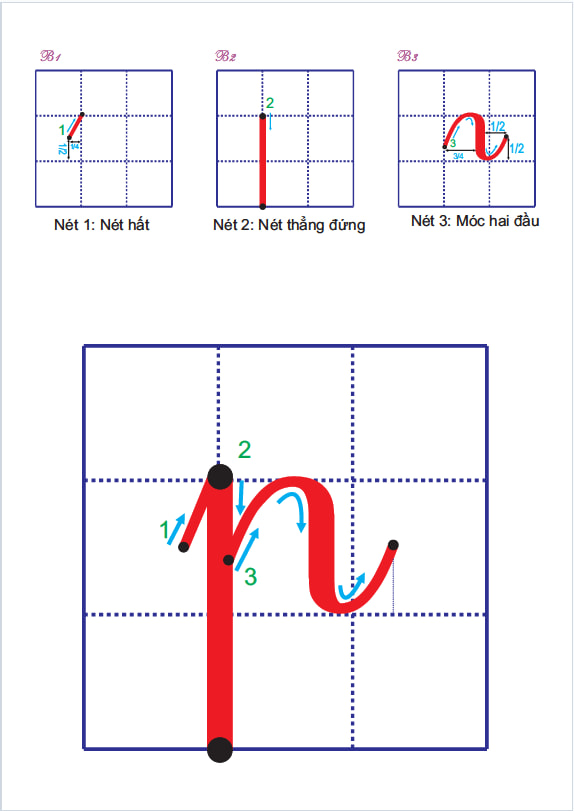 B1
B2
B3
1
1/2
1/4
2
3
3/4
1/2
1/2
Nét 1: Nét hất
Nét 2: Nét thẳng đứng
Nét 3: Móc hai đầu
2
1
3